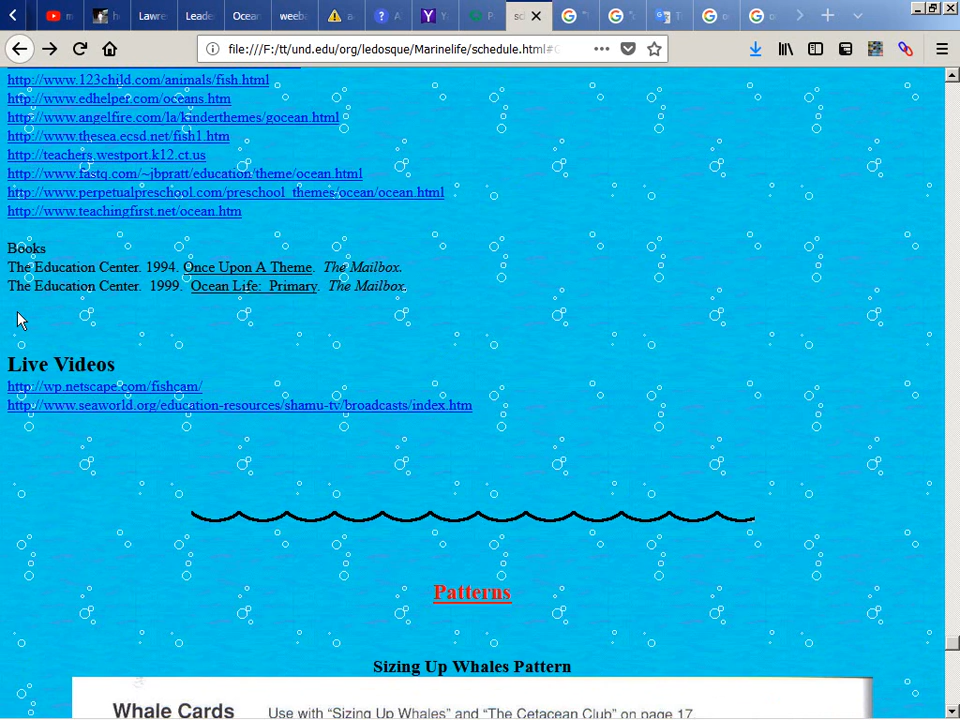 m
h
Lawre
Leade
Ocea
weeba
a
A
Y
P
sc
"
"c
T
o
o
file:///F:/tt/und.edu/org/ledosque/Marinelife/schedule.html#
http://www.123child.com/animals/fish.html
http://www.edhelper.com/oceans.htm
http://www.angelfire.com/la/kinderthemes/gocean.html
http://www.thesea.ecsd.net/fish1.htm
http://teachers.westport.k12.ct.us
http://www.fastq.com/~jbpratt/education/theme/ocean.html
http://www.perpetualpreschool.com/preschool_themes/ocean/ocean.html
http://www.teachingfirst.net/ocean.htm
Books
The Education Center. 1994. Once Upon A Theme. The Mailbox.
The Education Center. 1999. Ocean Life: Primary. The Mailbox.
Live Videos
http://wp.netscape.com/fishcam/
http://www.seaworld.org/education-resources/shamu-tv/broadcasts/index.htm
Patterns
Sizing Up Whales Pattern
Whale Cards Use with "Sizing Up Whales" and "The Cetacean Club" on page 17.